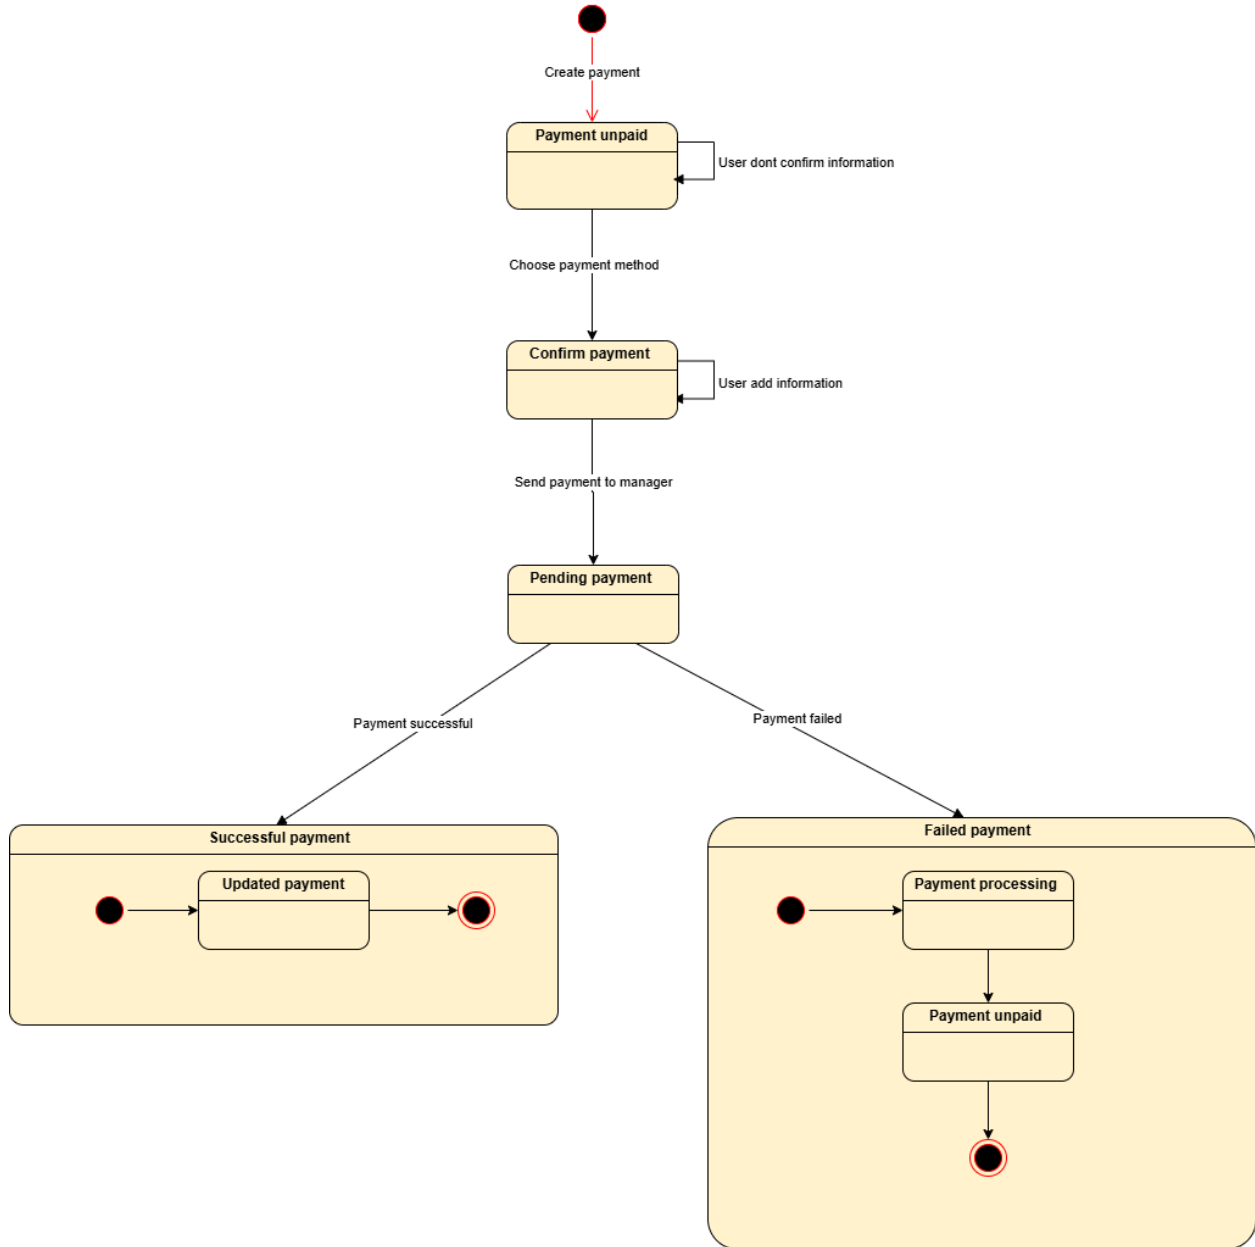 Create payment
Payment unpaid
User dont confirm information
Choose payment method
Confirm payment
User add information
Send payment to manager
Pending payment
Payment successful
Payment failed
Successful payment
Updated payment
Failed payment
Payment processing
Payment unpaid